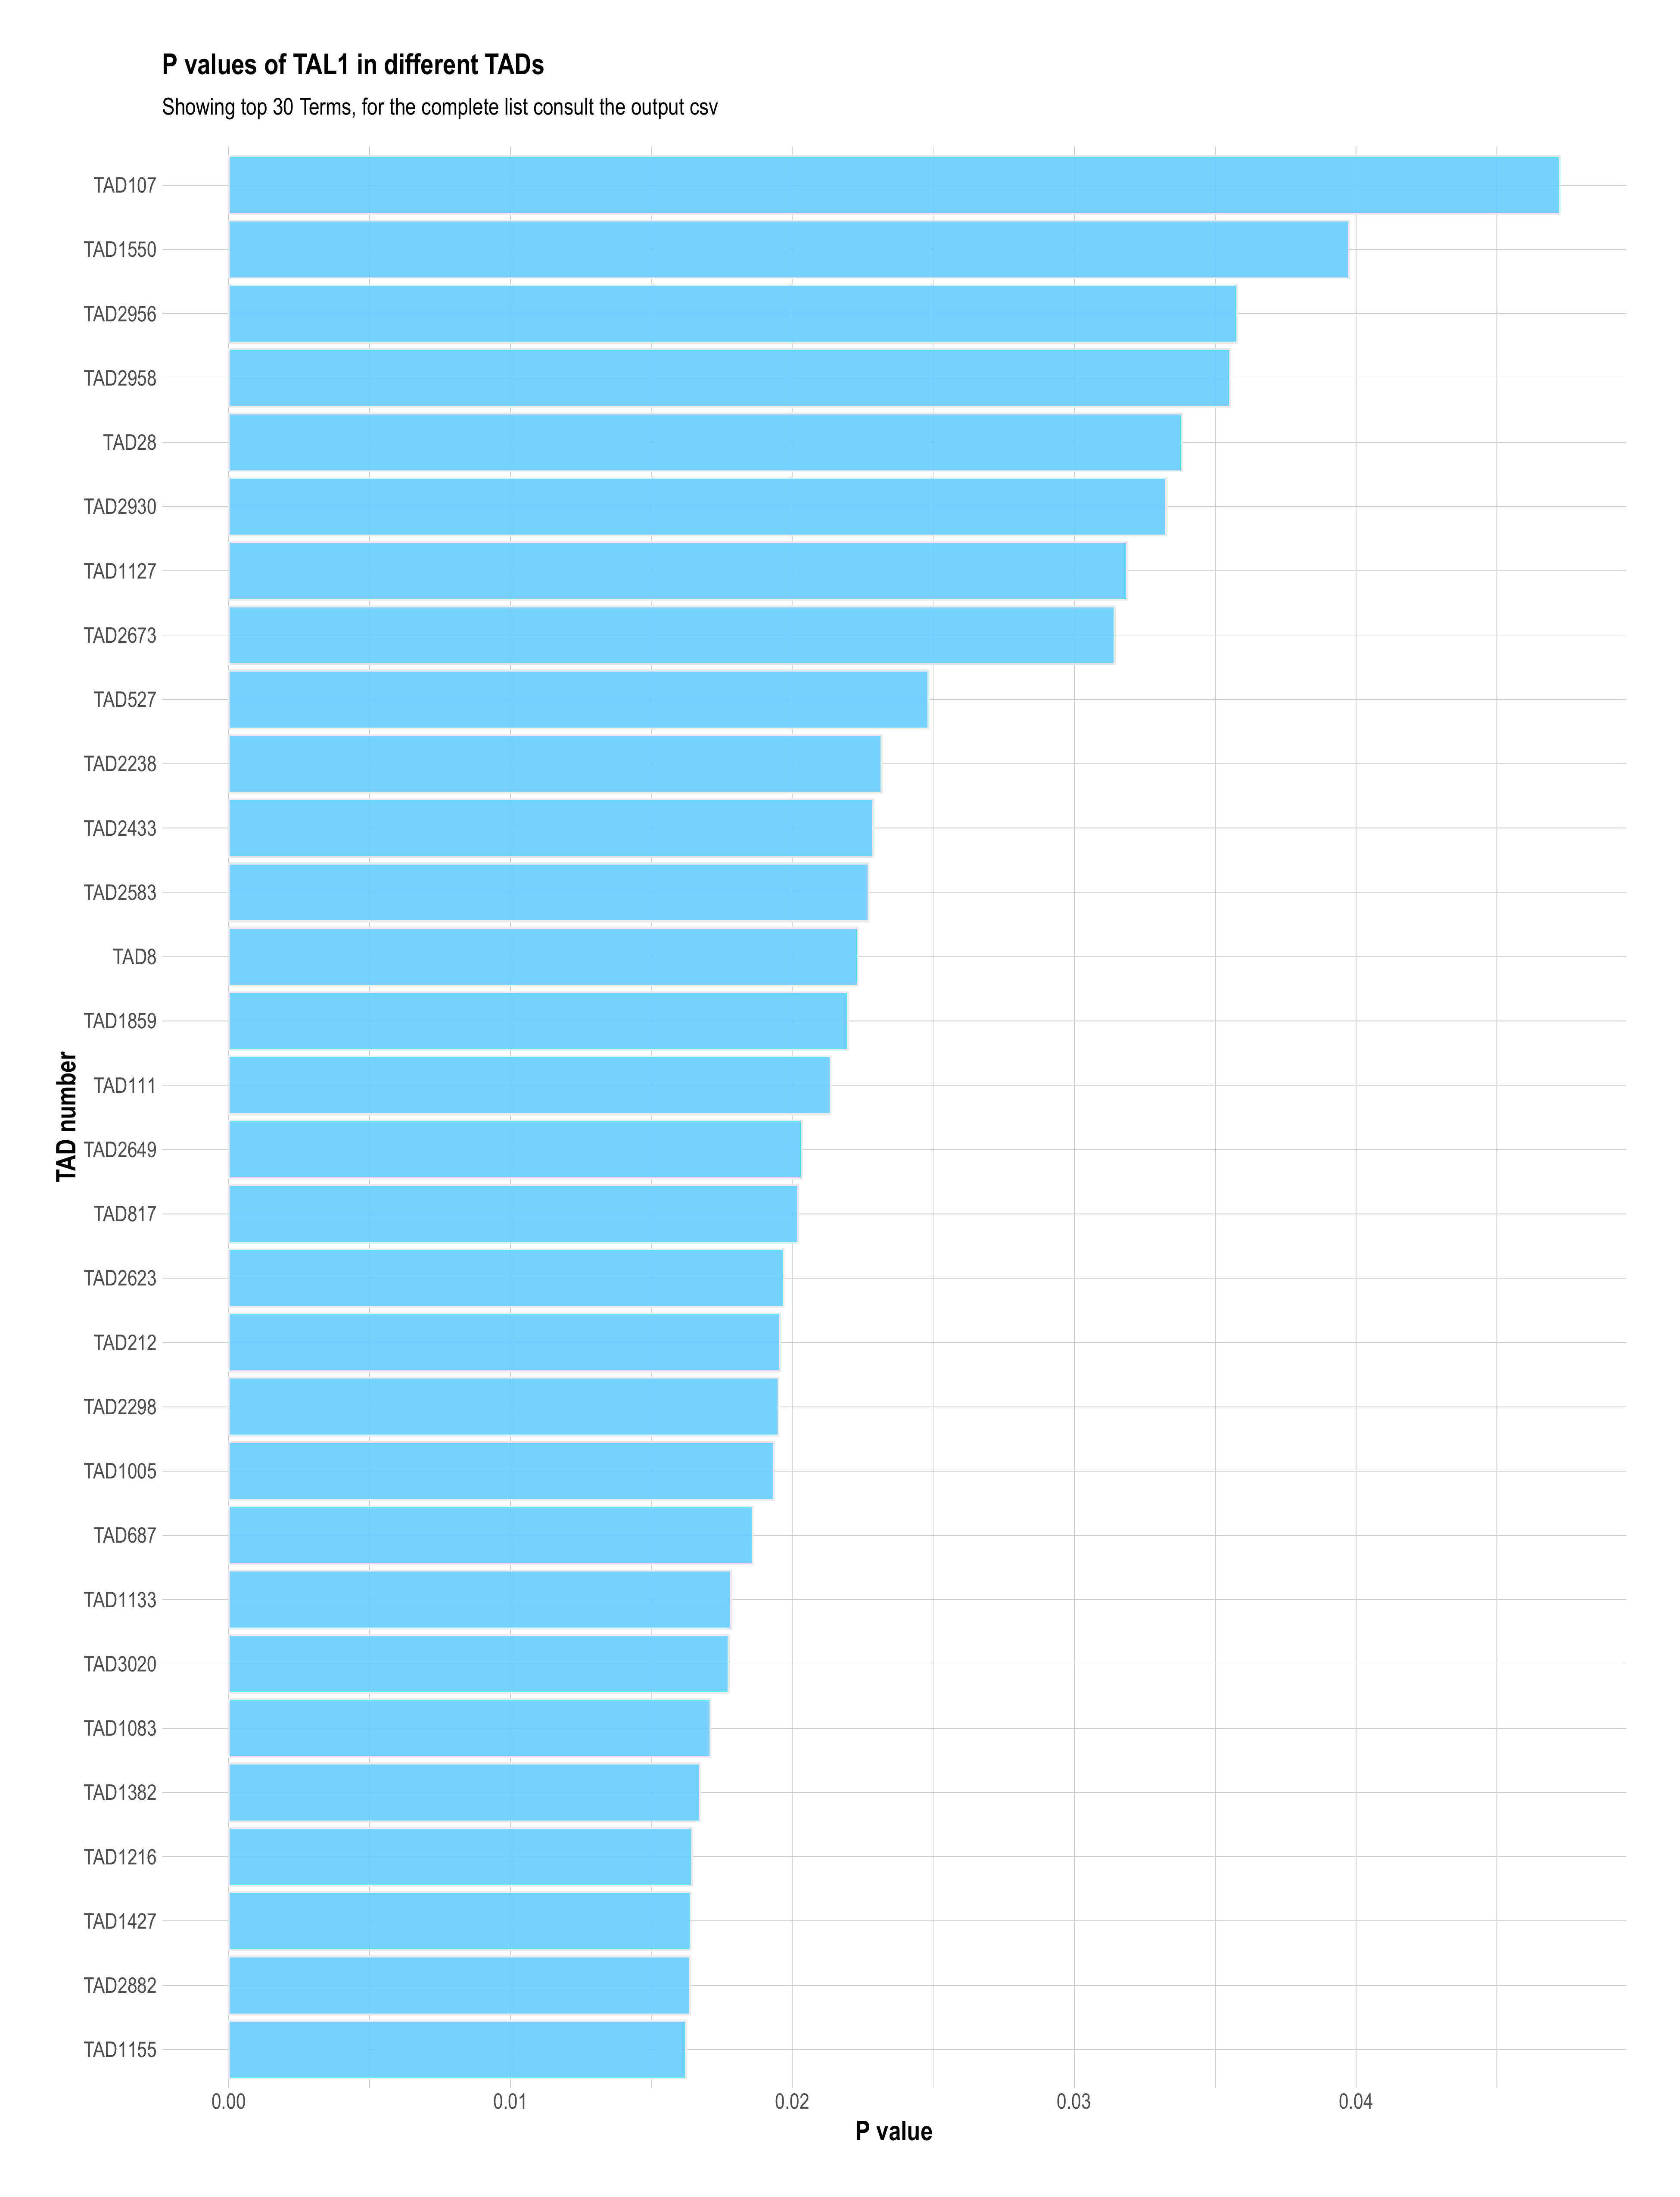 P values of TAL1 in different TADs
Showing top 30 Terms, for the complete list consult the output csv
TAD number
TAD107
TAD1550
TAD2956
TAD2958
TAD28
TAD2930
TAD1127
TAD2673
TAD527
TAD2238
TAD2433
TAD2583
TAD8
TAD1859
TAD111
TAD2649
TAD817
TAD2623
TAD212
TAD2298
TAD1005
TAD687
TAD1133
TAD3020
TAD1083
TAD1382
TAD1216
TAD1427
TAD2882
TAD1155
0.00 0.01 0.02 0.03 0.04
P value